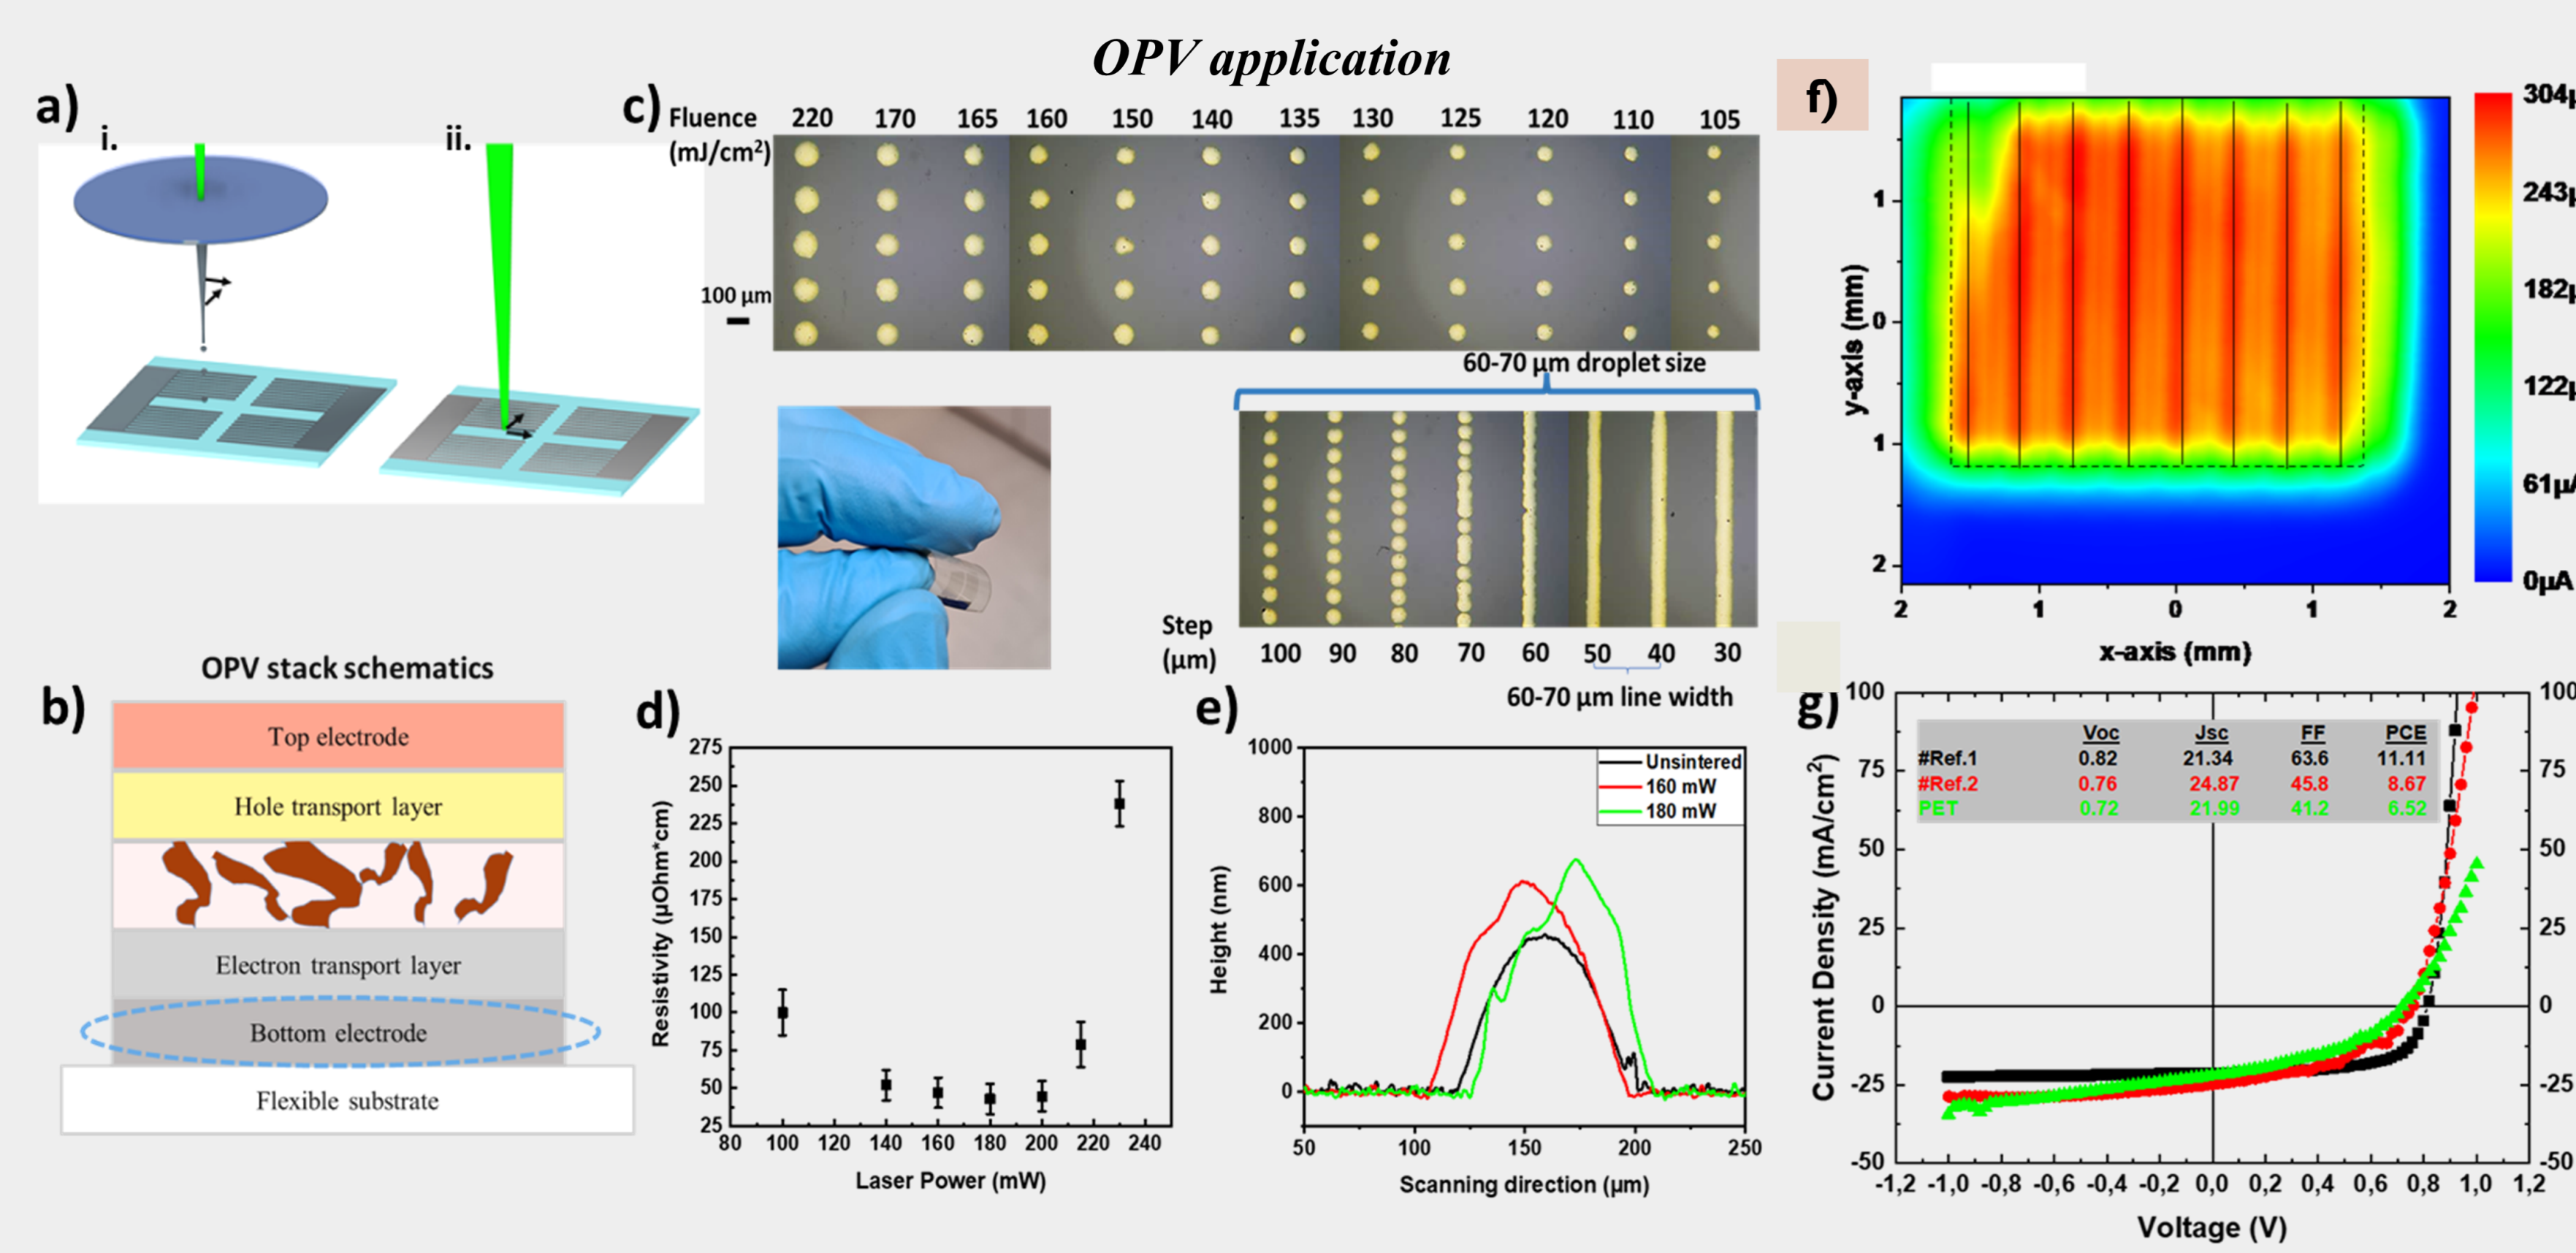 OPV application
a)
i.
ii.
c)
Fluence 220 170 165 160 150 140 135 130 125 120 110 105
(mJ/cm²)
100 µm
60-70 µm droplet size
Step
(µm) 100 90 80 70 60 50 40 30
60-70 µm line width
OPV stack schematics
b)
Top electrode
Hole transport layer
Electron transport layer
Bottom electrode
Flexible substrate
d)
275
250
225
200
175
150
125
100
75
50
25
80 100 120 140 160 180 200 220 240
Resistivity (µOhm*cm)
Laser Power (mW)
e)
1000
800
600
400
200
0
50 100 150 200 250
Height (nm)
Scanning direction (µm)
Unsintered
160 mW
180 mW
f)
1
0
1
2
2 1 0 1 2
y-axis (mm)
x-axis (mm)
304µ
243µ
182µ
122µ
61µA
0µA
g)
100
75
50
25
0
-25
-50
Current Density (mA/cm²)
Voc Jsc FF PCE
#Ref.1 0.82 21.34 63.6 11.11
#Ref.2 0.76 24.87 45.8 8.67
PET 0.72 21.99 41.2 6.52
100
75
50
25
0
-25
-50
-1,2 -1,0 -0,8 -0,6 -0,4 -0,2 0,0 0,2 0,4 0,6 0,8 1,0 1,2
Voltage (V)